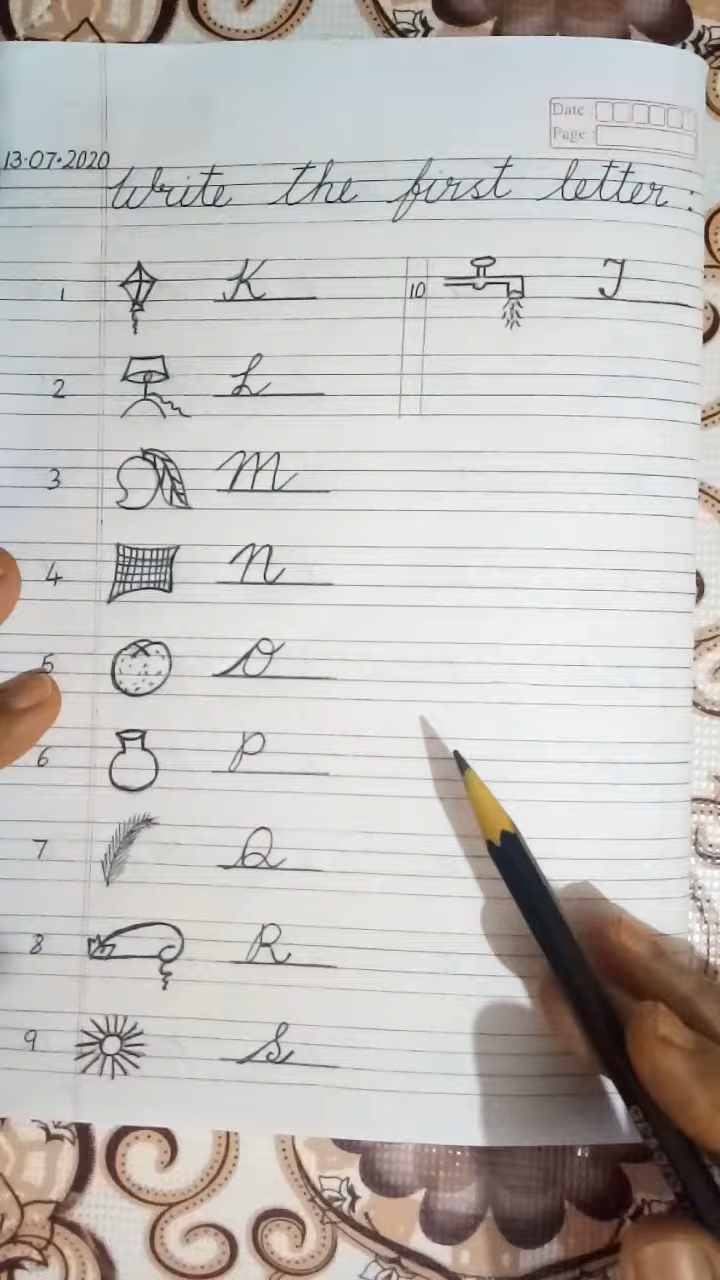 Date
Page
13.07.2020
Write the first letter:
1 K
10 T
2 L
3 M
4 N
5 O
6 P
7 Q
8 R
9 S